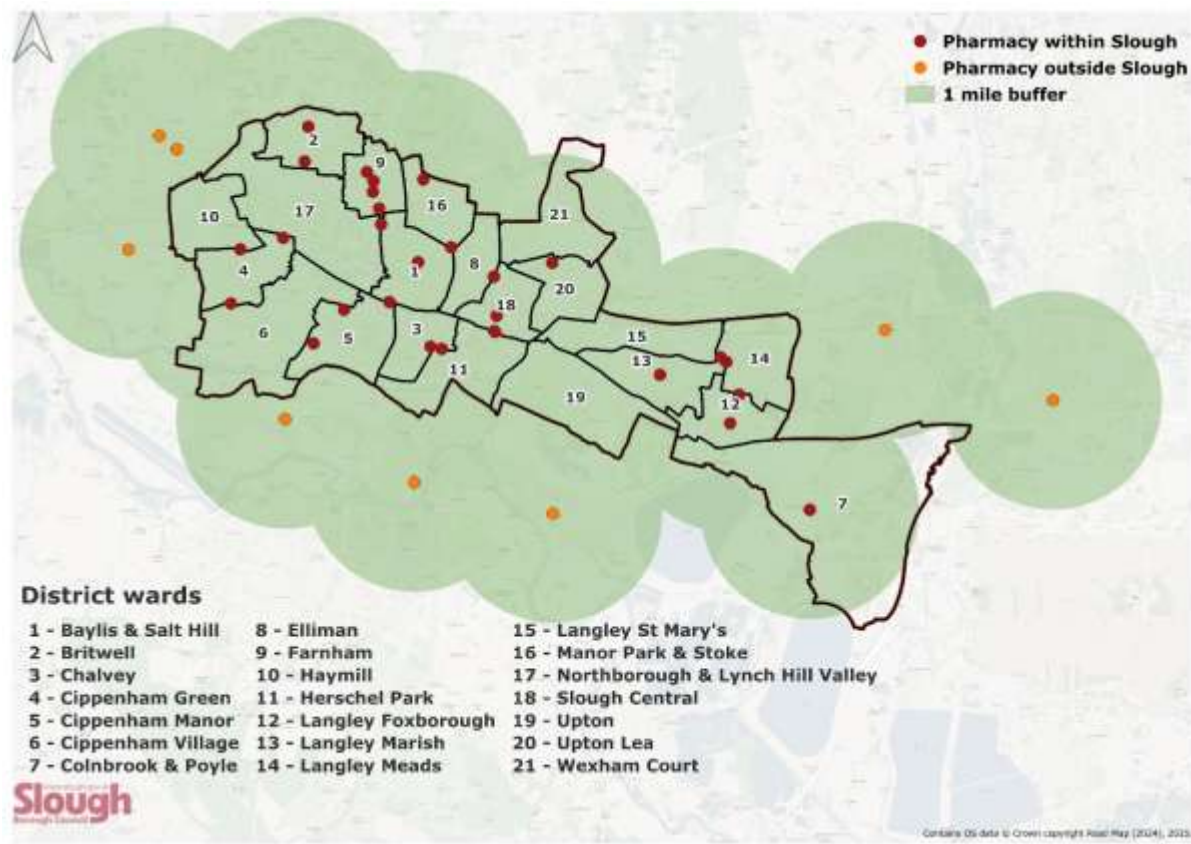 Pharmacy within Slough
Pharmacy outside Slough
1 mile buffer
2
9
10
17
16
21
4
1
8
20
6
5
3
18
15
13
14
11
19
12
7
District wards
1 - Baylis & Salt Hill
2 - Britwell
3 - Chalvey
4 - Cippenham Green
5 - Cippenham Manor
6 - Cippenham Village
7 - Colnbrook & Poyle
8 - Elliman
9 - Farnham
10 - Haymill
11 - Herschel Park
12 - Langley Foxborough
13 - Langley Marish
14 - Langley Meads
15 - Langley St Mary's
16 - Manor Park & Stoke
17 - Northborough & Lynch Hill Valley
18 - Slough Central
19 - Upton
20 - Upton Lea
21 - Wexham Court
Slough
Borough Council
Contains OS data © Crown copyright Road Map (2024), 2025